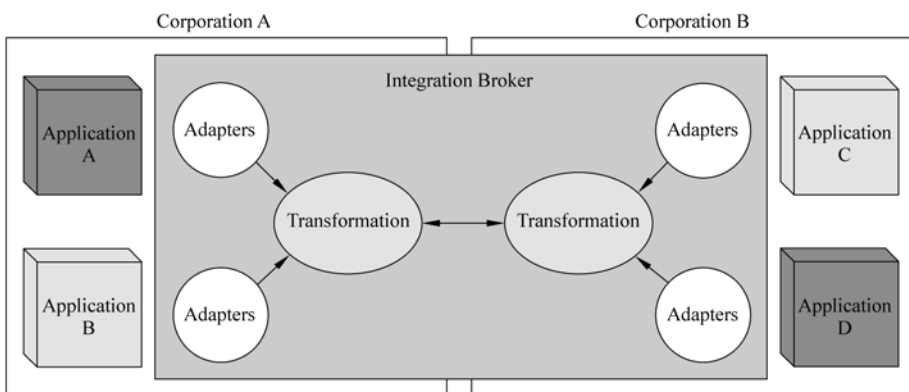 Corporation A
Corporation B
Integration Broker
Application
A
Adapters
Adapters
Application
C
Transformation
Transformation
Application
B
Adapters
Adapters
Application
D